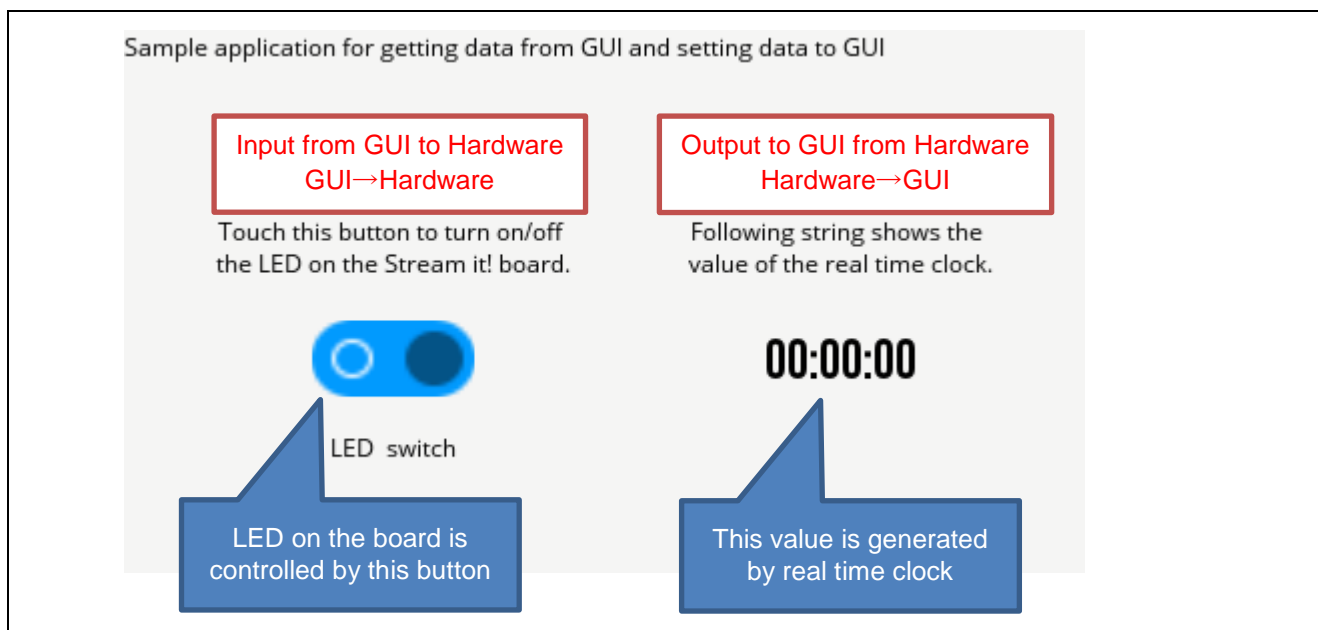 Sample application for getting data from GUI and setting data to GUI
Input from GUI to Hardware
GUI→Hardware
Output to GUI from Hardware
Hardware→GUI
Touch this button to turn on/off
the LED on the Stream it! board.
Following string shows the
value of the real time clock.
00:00:00
LED switch
LED on the board is
controlled by this button
This value is generated
by real time clock